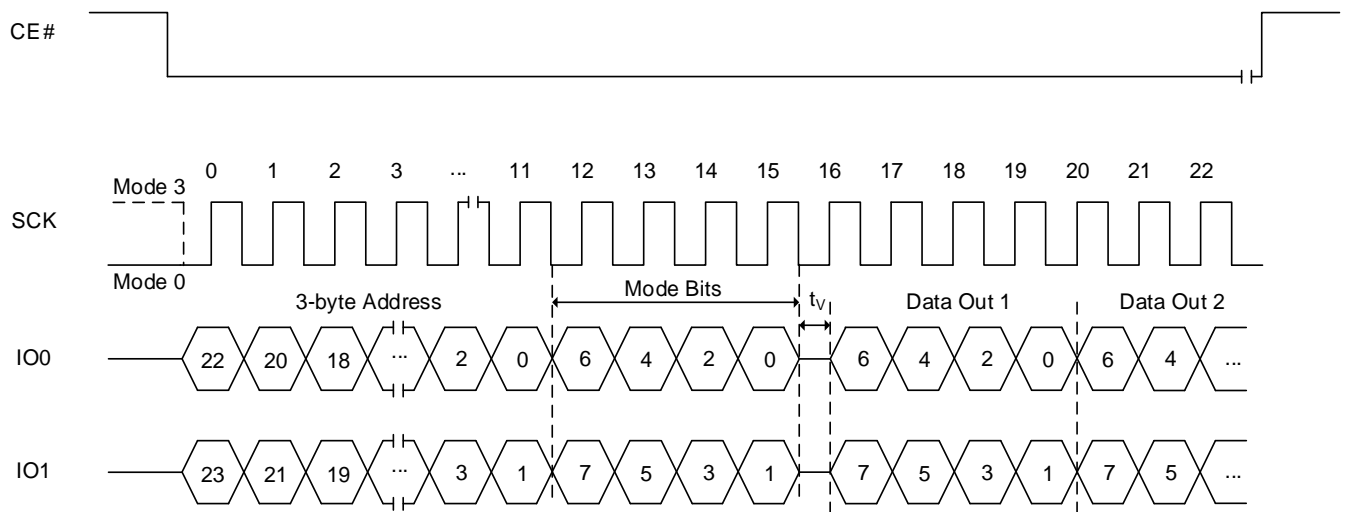 CE#
0 1 2 3 ... 11 12 13 14 15 16 17 18 19 20 21 22
Mode 3
SCK
Mode 0
3-byte Address Mode Bits tV Data Out 1 Data Out 2
IO0 22 20 18 ... 2 0 6 4 2 0 6 4 2 0 6 4 ...
IO1 23 21 19 ... 3 1 7 5 3 1 7 5 3 1 7 5 ...